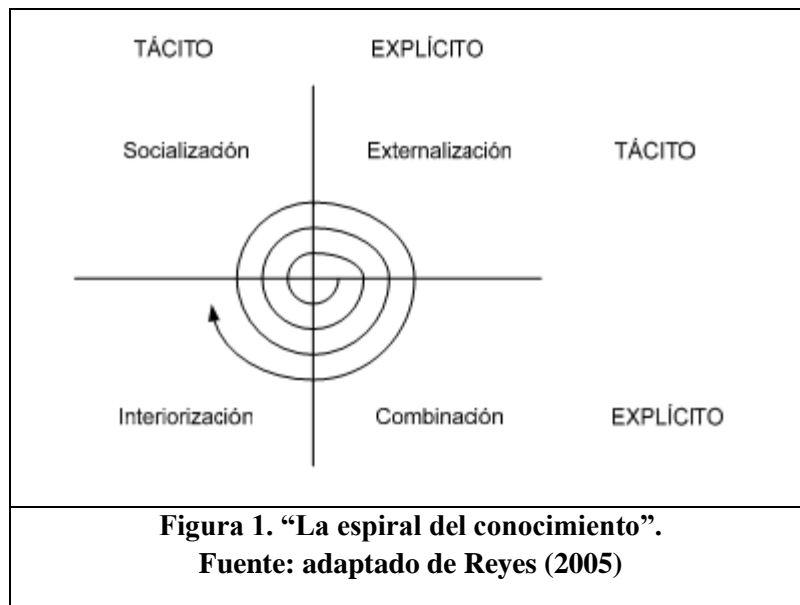 TÁCITO EXPLÍCITO
Socialización Externalización TÁCITO
Interiorización Combinación EXPLÍCITO
Figura 1. “La espiral del conocimiento”.
Fuente: adaptado de Reyes (2005)